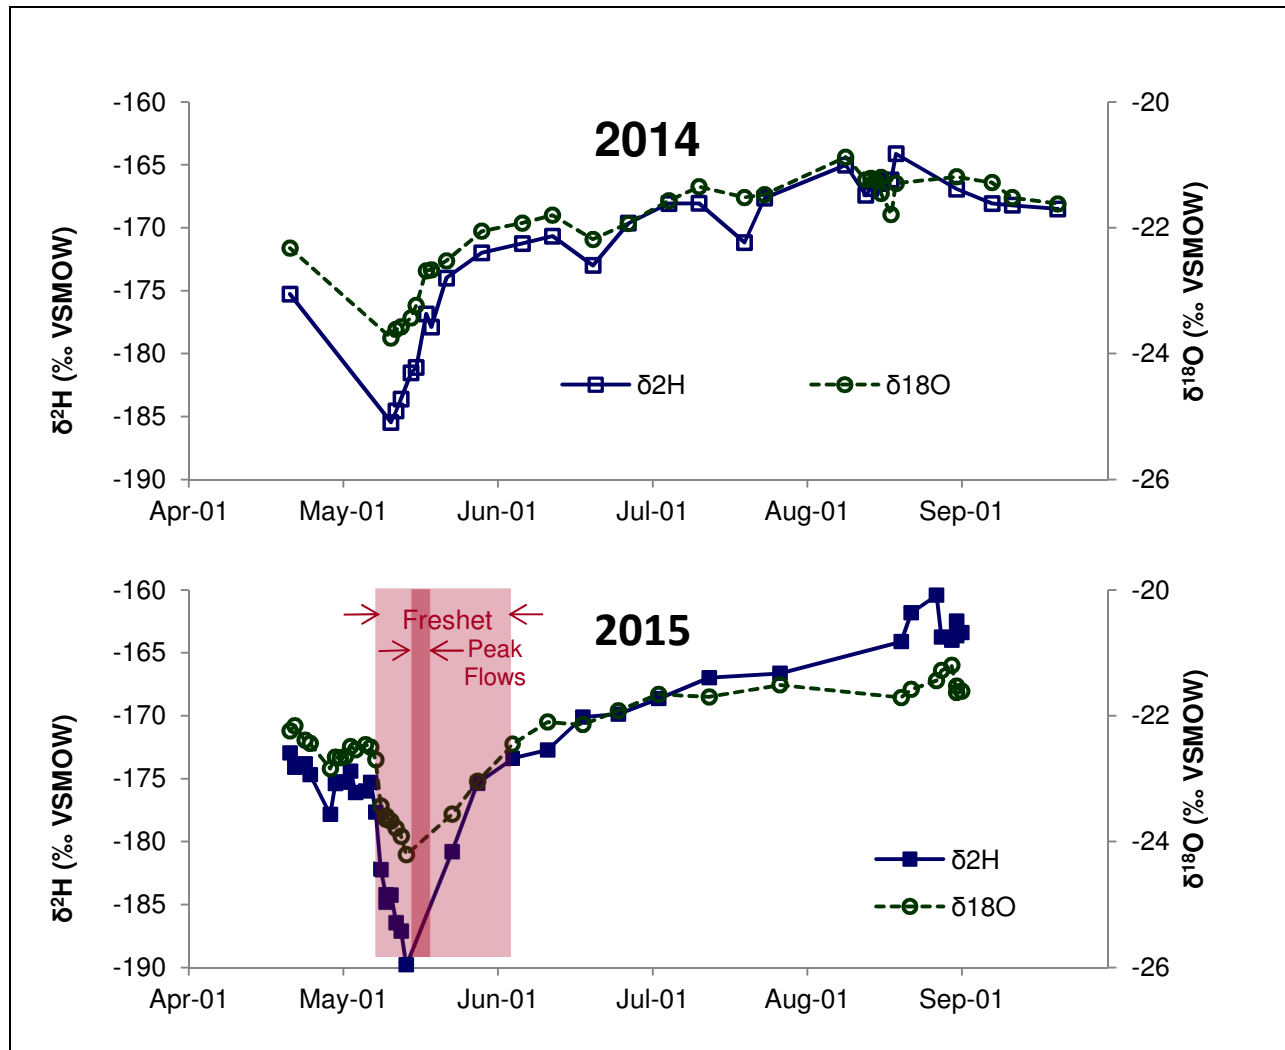 2014
-160
-165
-170
-175
-180
-185
-190
δ²H (‰ VSMOW)
-20
-22
-24
-26
δ¹⁸O (‰ VSMOW)
δ2H
δ18O
Apr-01
May-01
Jun-01
Jul-01
Aug-01
Sep-01
2015
Freshet
Peak
Flows
-160
-165
-170
-175
-180
-185
-190
δ²H (‰ VSMOW)
-20
-22
-24
-26
δ¹⁸O (‰ VSMOW)
δ2H
δ18O
Apr-01
May-01
Jun-01
Jul-01
Aug-01
Sep-01